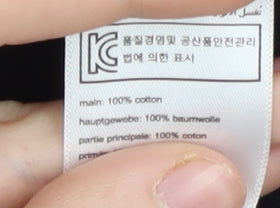 품질경영및 공산품안전관리
법에 의한 표시
main: 100% cotton
hauptgewebe: 100% baumwolle
partie principale: 100% coton